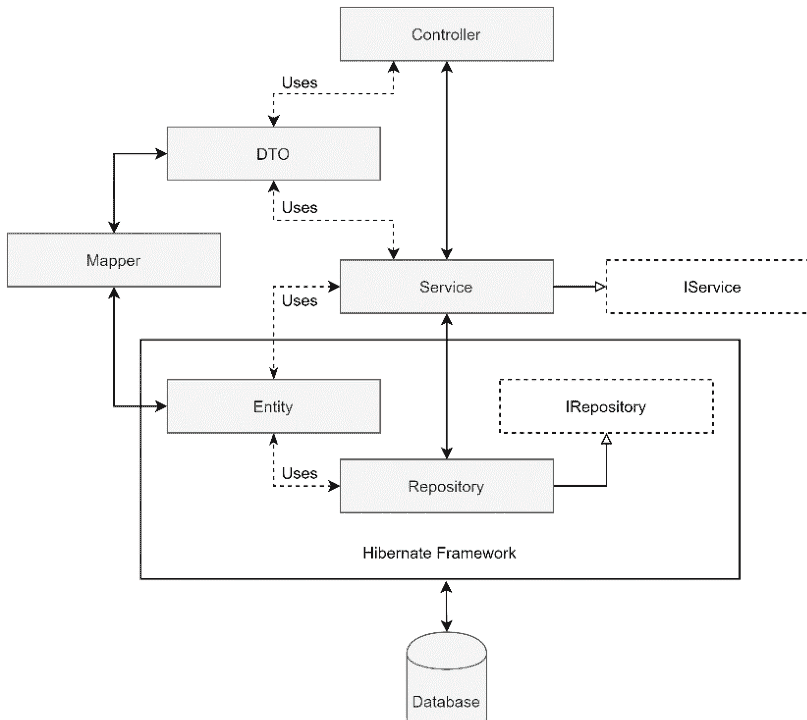 Controller
Uses
DTO
Uses
Mapper
Service
IService
Uses
Entity
IRepository
Uses
Repository
Hibernate Framework
Database